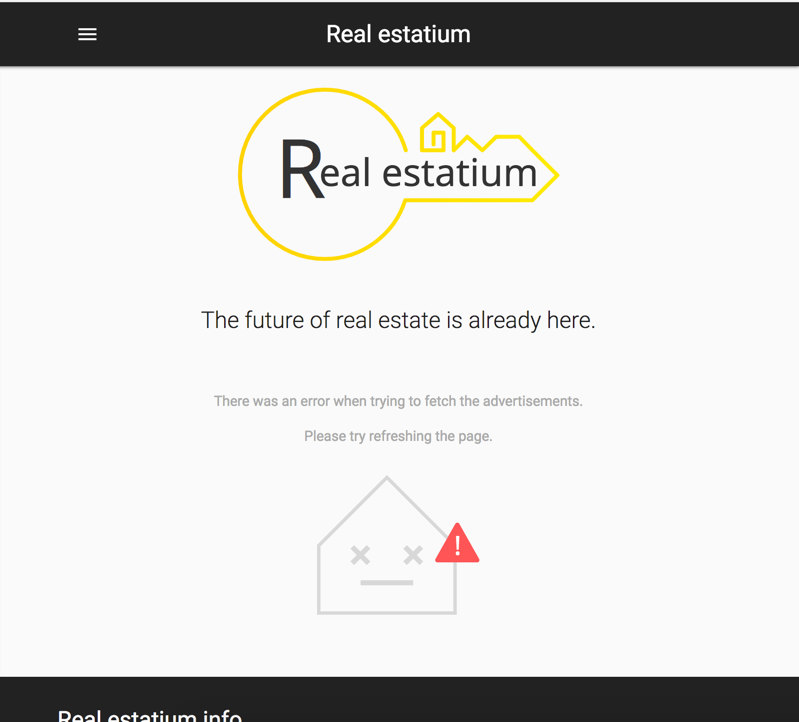 Real estatium
Real estatium
The future of real estate is already here.
There was an error when trying to fetch the advertisements.
Please try refreshing the page.
Real estatium info